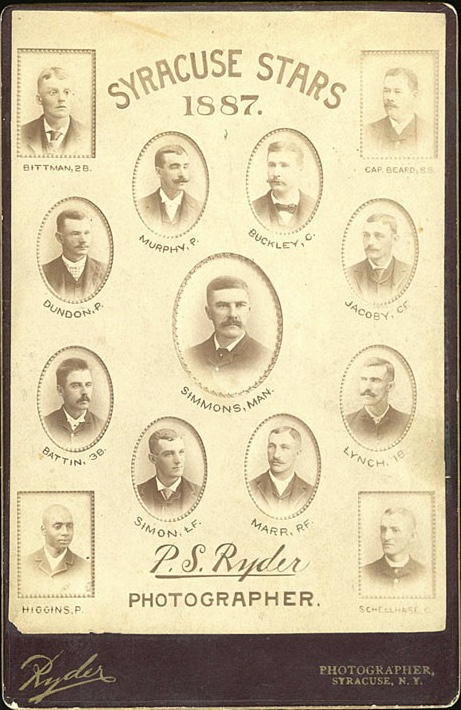 SYRACUSE STARS
1887.
BITTMAN, 2B.
CAP. BEARD, S.S.
MURPHY, P.
BUCKLEY, C.
DUNDON, P.
JACOBY, CF.
SIMMONS, MAN.
BATTIN, 3B.
LYNCH, 1B
SIMON, LF.
MARR, RF.
HIGGINS, P.
SCHELLHASE, C.
P. S. Ryder
PHOTOGRAPHER.
Ryder
PHOTOGRAPHER,
SYRACUSE, N. Y.